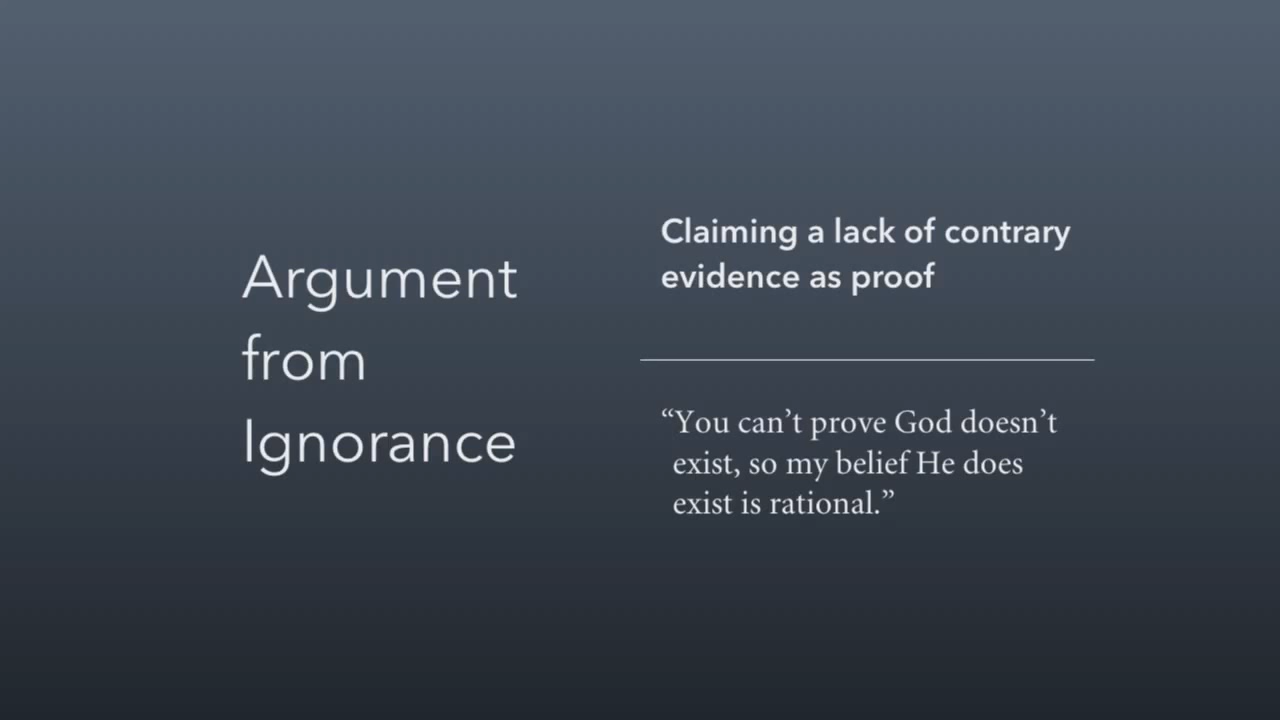 Argument
from
Ignorance
Claiming a lack of contrary
evidence as proof
“You can’t prove God doesn’t
exist, so my belief He does
exist is rational.”